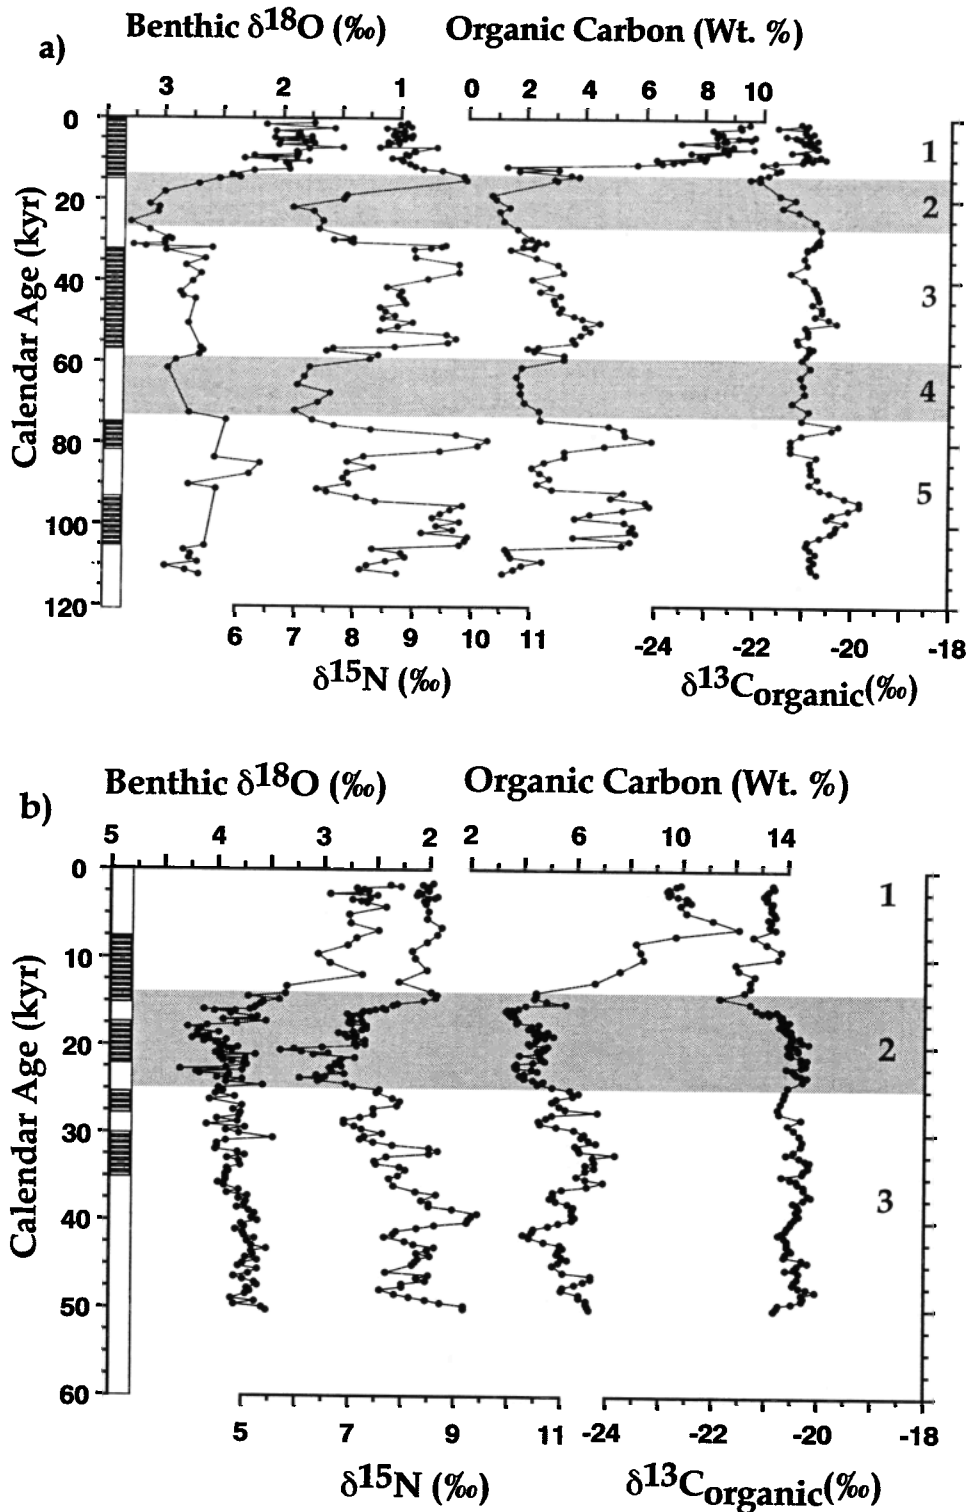 a)
Benthic δ18O (‰) Organic Carbon (Wt. %)
3 2 1 0 2 4 6 8 10
0
20
40
60
80
100
120
Calendar Age (kyr)
1
2
3
4
5
6 7 8 9 10 11 -24 -22 -20 -18
δ15N (‰) δ13Corganic(‰)
b)
Benthic δ18O (‰) Organic Carbon (Wt. %)
5 4 3 2 2 6 10 14
0
10
20
30
40
50
60
Calendar Age (kyr)
1
2
3
5 7 9 11 -24 -22 -20 -18
δ15N (‰) δ13Corganic(‰)